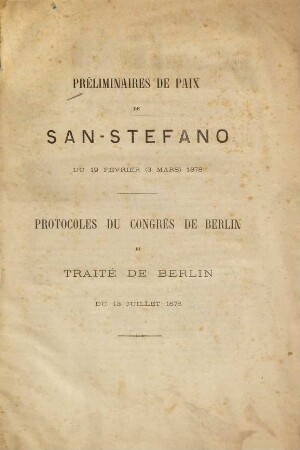 PRÉLIMINAIRES DE PAIX
DE
SAN-STEFANO
DU 19 FÉVRIER (3 MARS) 1878
PROTOCOLES DU CONGRÈS DE BERLIN
ET
TRAITÉ DE BERLIN
DU 13 JUILLET 1878